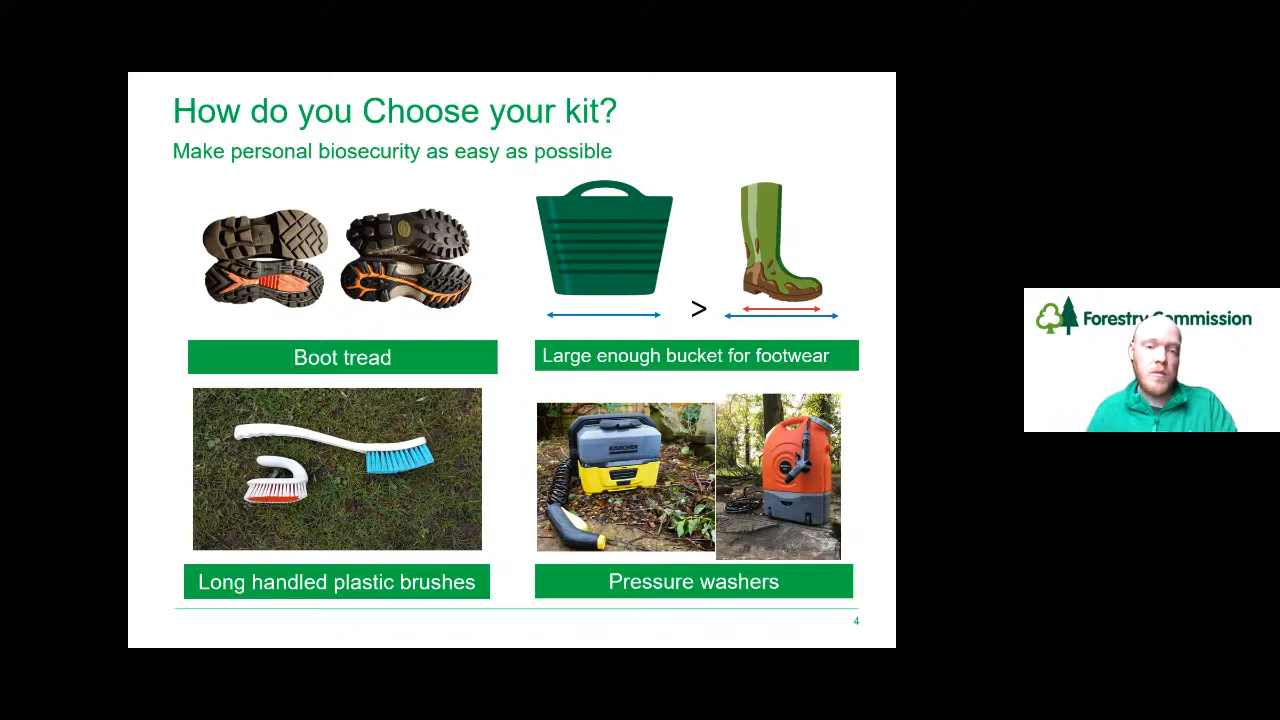 How do you Choose your kit?
Make personal biosecurity as easy as possible
>
Boot tread
Large enough bucket for footwear
KARCHER
Long handled plastic brushes
Pressure washers
4
Forestry Commission